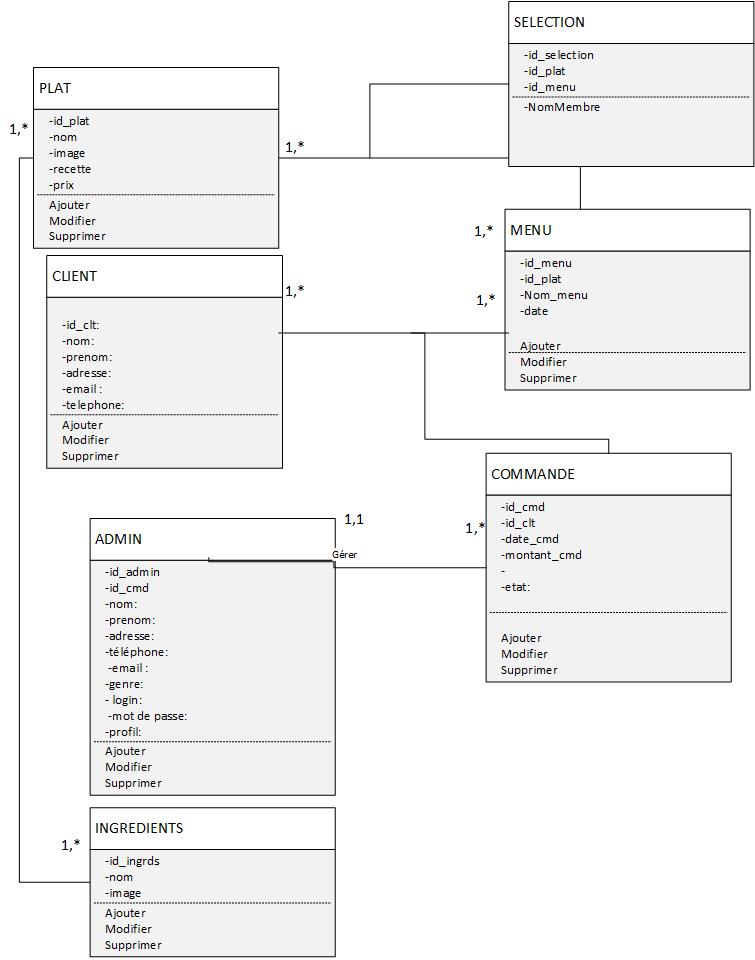 SELECTION
-id_selection
-id_plat
-id_menu
-NomMembre
PLAT
-id_plat
-nom
-image
-recette
-prix
Ajouter
Modifier
Supprimer
1,*
1,*
MENU
-id_menu
-id_plat
-Nom_menu
-date
Ajouter
Modifier
Supprimer
1,*
1,*
CLIENT
-id_clt:
-nom:
-prenom:
-adresse:
-email :
-telephone:
Ajouter
Modifier
Supprimer
1,*
COMMANDE
-id_cmd
-id_clt
-date_cmd
-montant_cmd
-
-etat:
Ajouter
Modifier
Supprimer
1,*
1,1
Gérer
ADMIN
-id_admin
-id_cmd
-nom:
-prenom:
-adresse:
-téléphone:
-email :
-genre:
- login:
-mot de passe:
-profil:
Ajouter
Modifier
Supprimer
INGREDIENTS
-id_ingrds
-nom
-image
Ajouter
Modifier
Supprimer
1,*